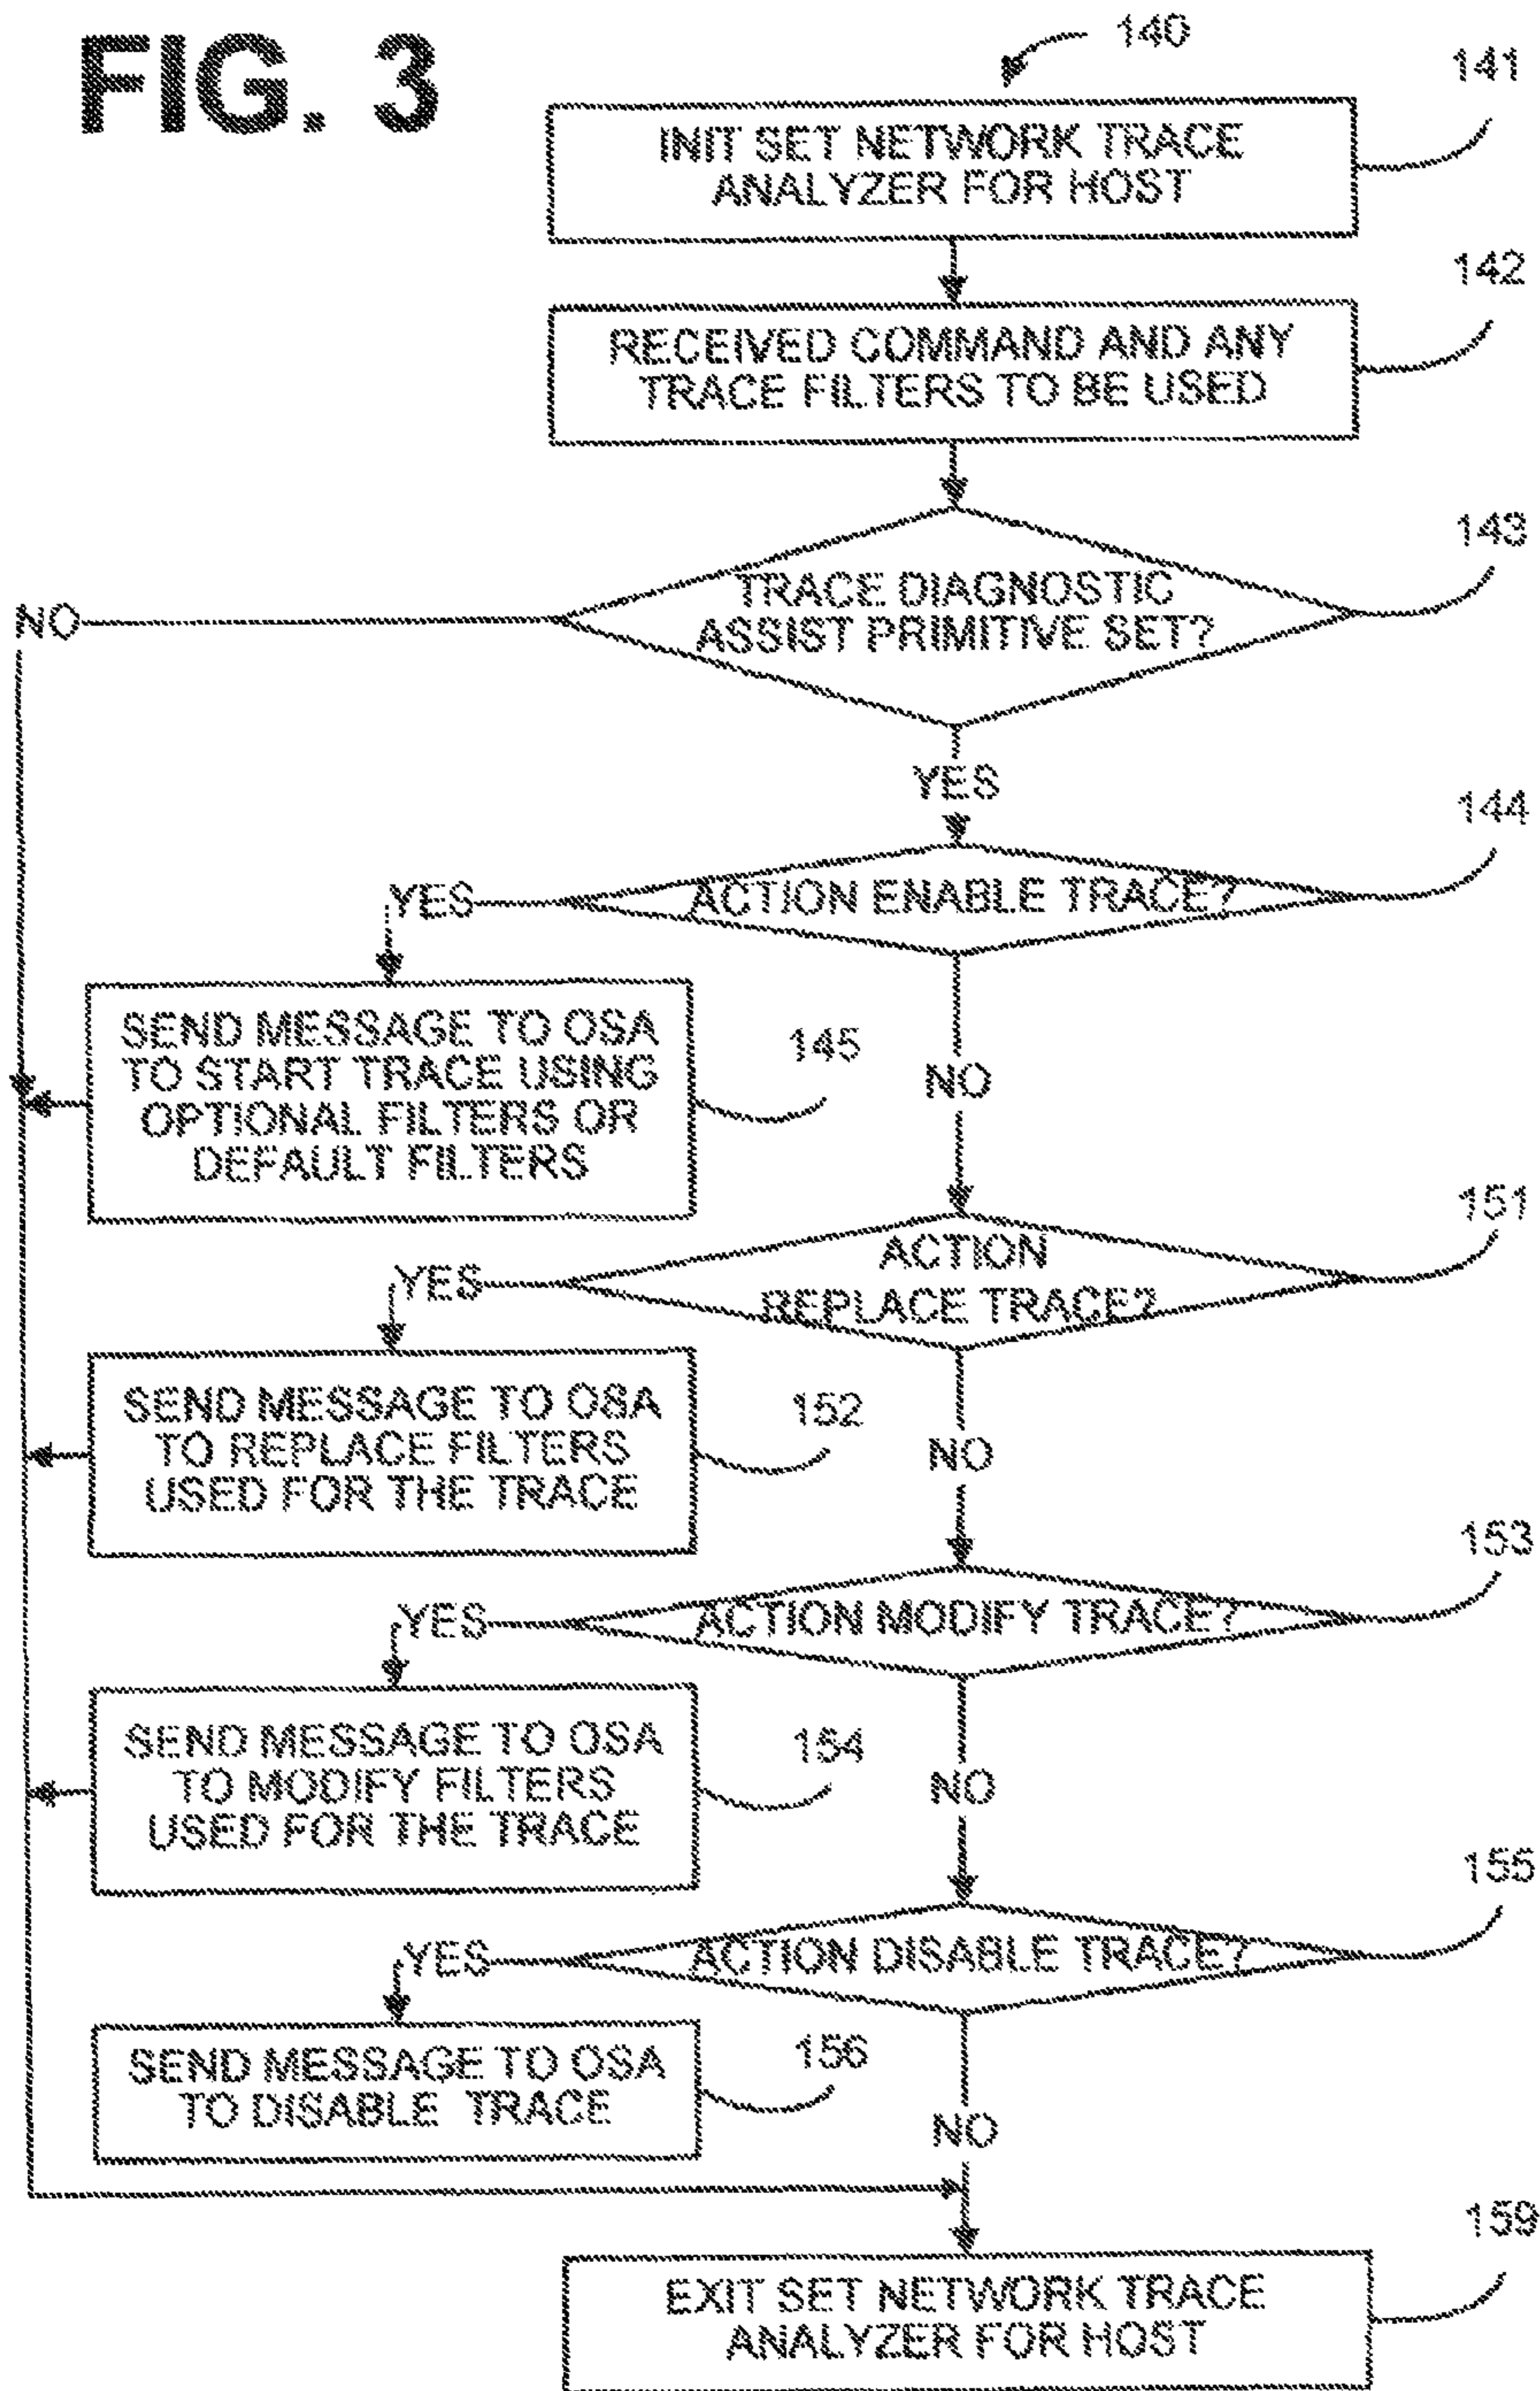 FIG. 3
140
141
INIT SET NETWORK TRACE
ANALYZER FOR HOST
142
RECEIVED COMMAND AND ANY
TRACE FILTERS TO BE USED
143
TRACE DIAGNOSTIC
ASSIST PRIMITIVE SET?
NO
YES
144
ACTION ENABLE TRACE?
YES
SEND MESSAGE TO OSA
TO START TRACE USING
OPTIONAL FILTERS OR
DEFAULT FILTERS
145
NO
151
ACTION
REPLACE TRACE?
YES
SEND MESSAGE TO OSA
TO REPLACE FILTERS
USED FOR THE TRACE
152
NO
153
ACTION MODIFY TRACE?
YES
SEND MESSAGE TO OSA
TO MODIFY FILTERS
USED FOR THE TRACE
154
NO
155
ACTION DISABLE TRACE?
YES
SEND MESSAGE TO OSA
TO DISABLE TRACE
156
NO
159
EXIT SET NETWORK TRACE
ANALYZER FOR HOST